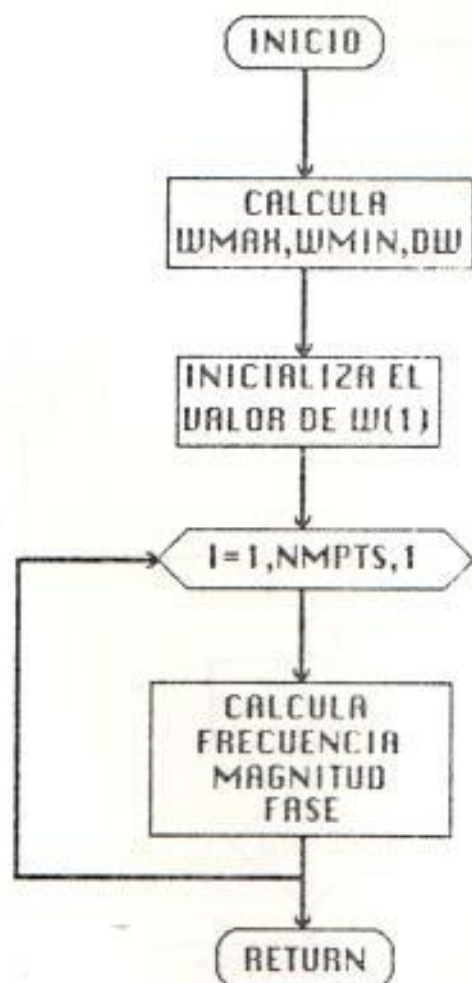 INICIO
CALCULA
WMAX,WMIN,DW
INICIALIZA EL
VALOR DE W(1)
I=1,NMPTS,1
CALCULA
FRECUENCIA
MAGNITUD
FASE
RETURN